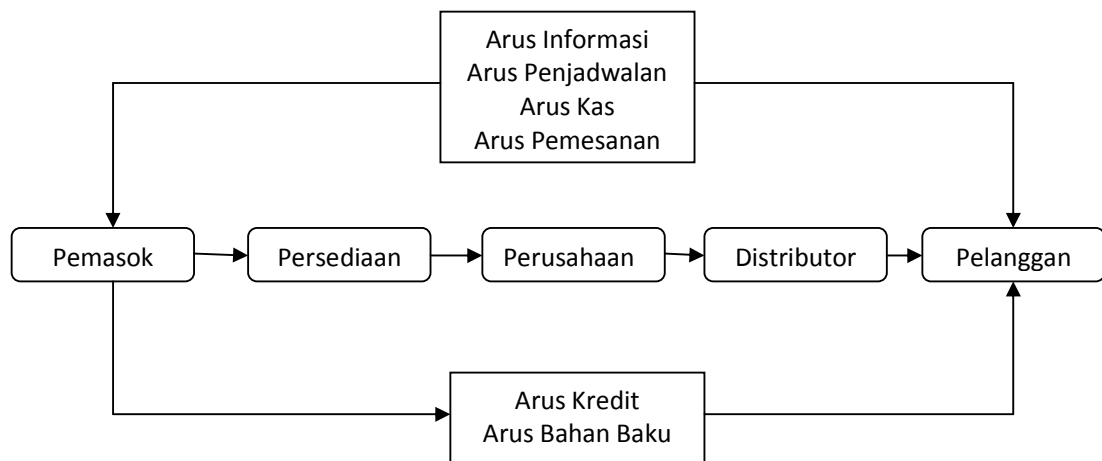 Arus Informasi
Arus Penjadwalan
Arus Kas
Arus Pemesanan
Pemasok
Persediaan
Perusahaan
Distributor
Pelanggan
Arus Kredit
Arus Bahan Baku